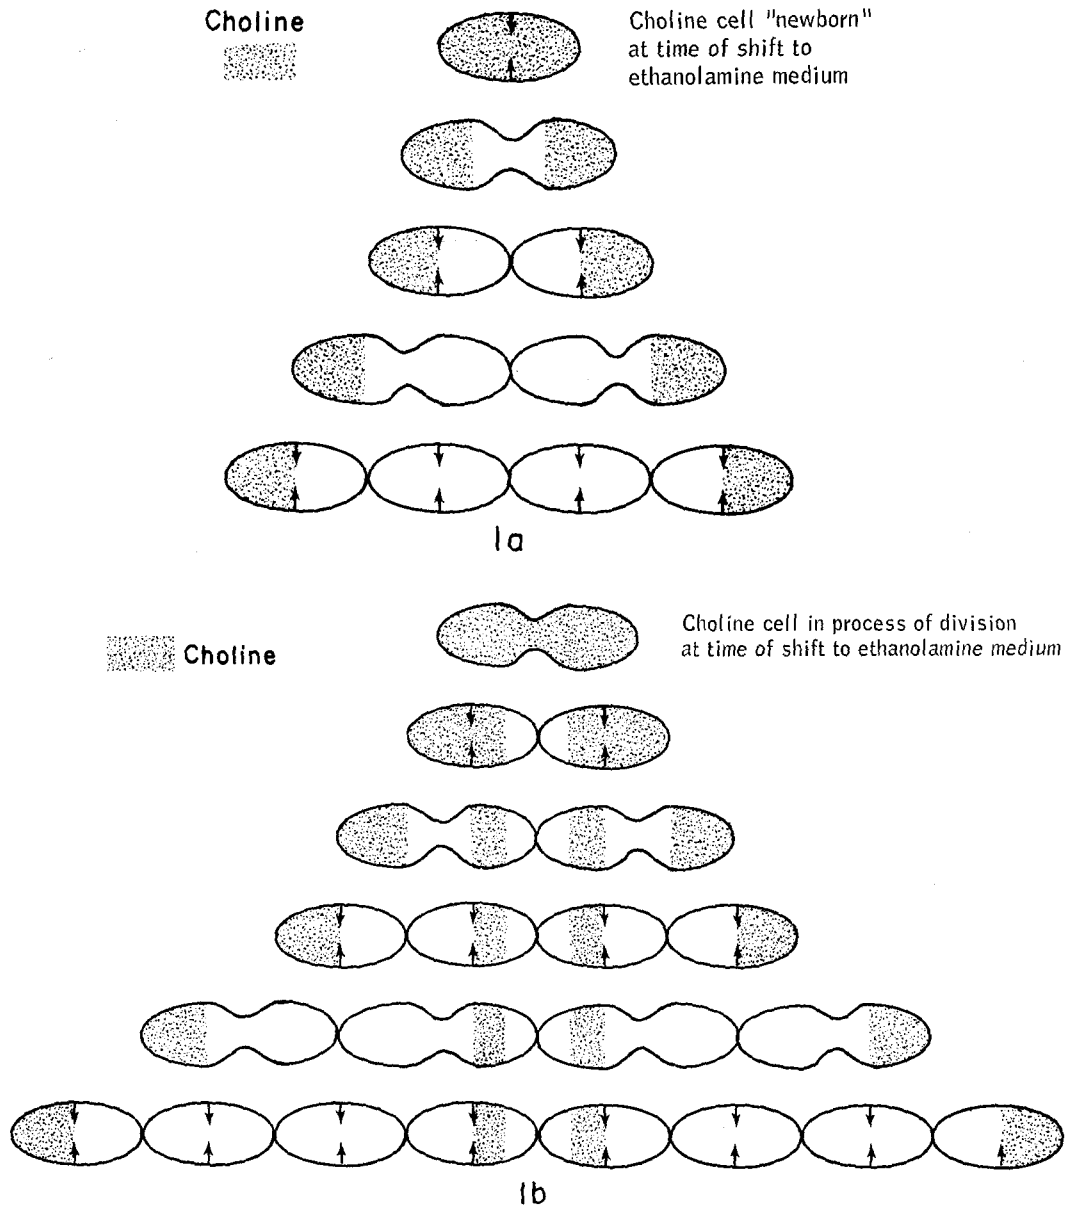 Choline
Choline cell "newborn"
at time of shift to
ethanolamine medium
1a
Choline
Choline cell in process of division
at time of shift to ethanolamine medium
1b